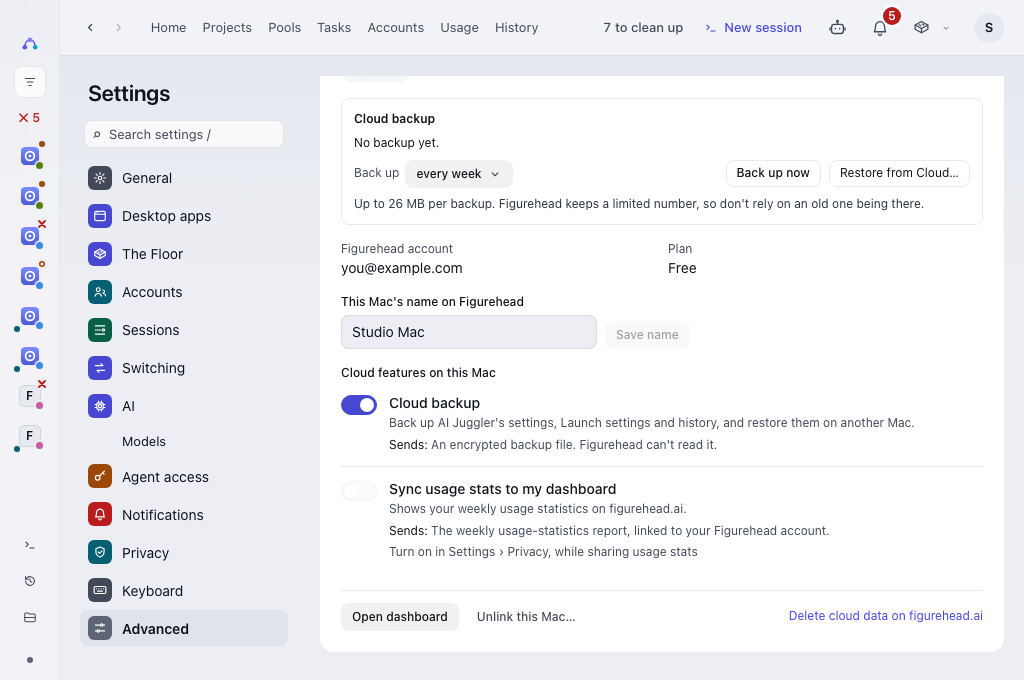 Home
Projects
Pools
Tasks
Accounts
Usage
History
7 to clean up
New session
5
S
5
F
F
Settings
Search settings /
General
Desktop apps
The Floor
Accounts
Sessions
Switching
AI
Models
Agent access
Notifications
Privacy
Keyboard
Advanced
Cloud backup
No backup yet.
Back up every week
Back up now
Restore from Cloud...
Up to 26 MB per backup. Figurehead keeps a limited number, so don't rely on an old one being there.
Figurehead account
you@example.com
Plan
Free
This Mac's name on Figurehead
Studio Mac
Save name
Cloud features on this Mac
Cloud backup
Back up AI Juggler's settings, Launch settings and history, and restore them on another Mac.
Sends: An encrypted backup file. Figurehead can't read it.
Sync usage stats to my dashboard
Shows your weekly usage statistics on figurehead.ai.
Sends: The weekly usage-statistics report, linked to your Figurehead account.
Turn on in Settings › Privacy, while sharing usage stats
Open dashboard
Unlink this Mac...
Delete cloud data on figurehead.ai